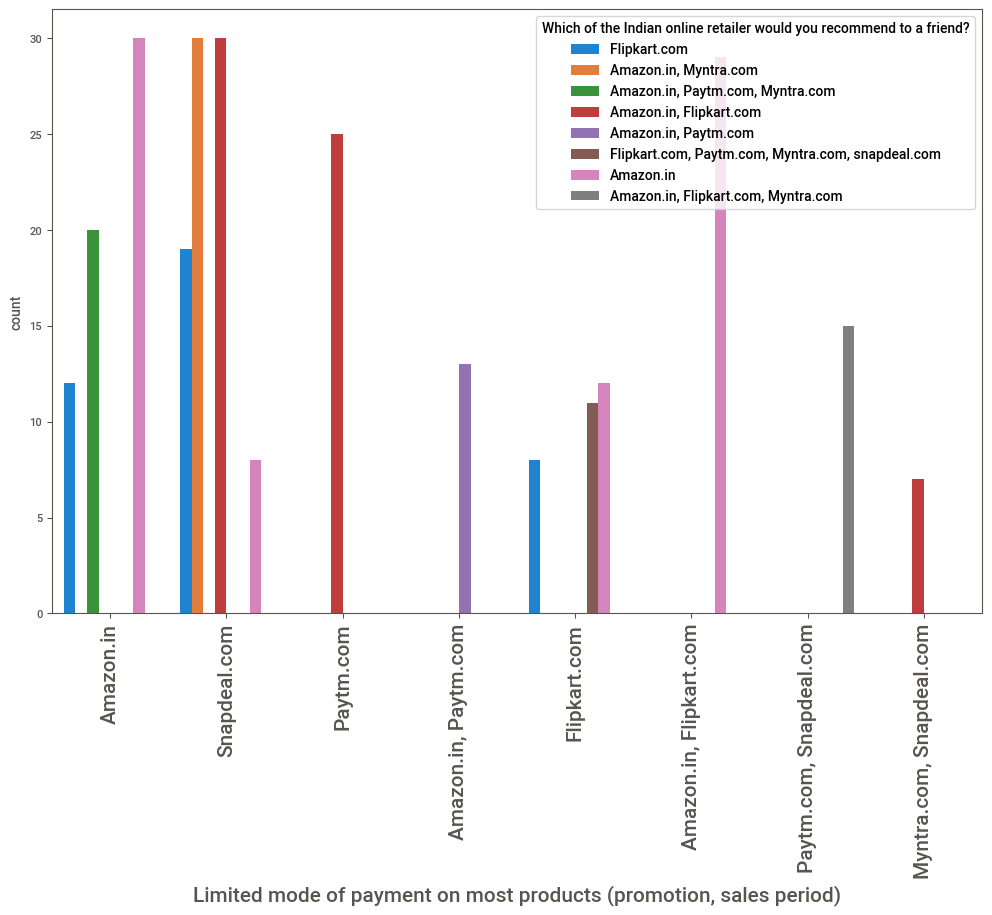 Which of the Indian online retailer would you recommend to a friend?
Flipkart.com
Amazon.in, Myntra.com
Amazon.in, Paytm.com, Myntra.com
Amazon.in, Flipkart.com
Amazon.in, Paytm.com
Flipkart.com, Paytm.com, Myntra.com, snapdeal.com
Amazon.in
Amazon.in, Flipkart.com, Myntra.com
30
25
20
15
10
5
0
count
Amazon.in
Snapdeal.com
Paytm.com
Amazon.in, Paytm.com
Flipkart.com
Amazon.in, Flipkart.com
Paytm.com, Snapdeal.com
Myntra.com, Snapdeal.com
Limited mode of payment on most products (promotion, sales period)